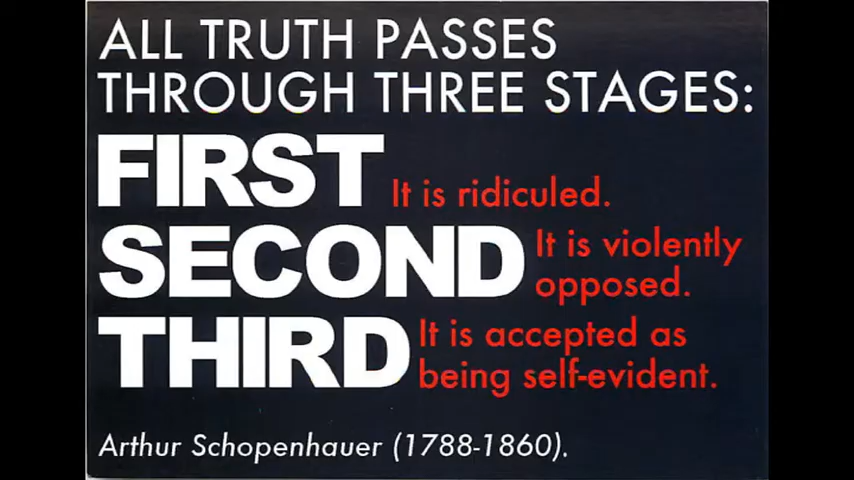 ALL TRUTH PASSES
THROUGH THREE STAGES:
FIRST It is ridiculed.
SECOND It is violently
opposed.
THIRD It is accepted as
being self-evident.
Arthur Schopenhauer (1788-1860).